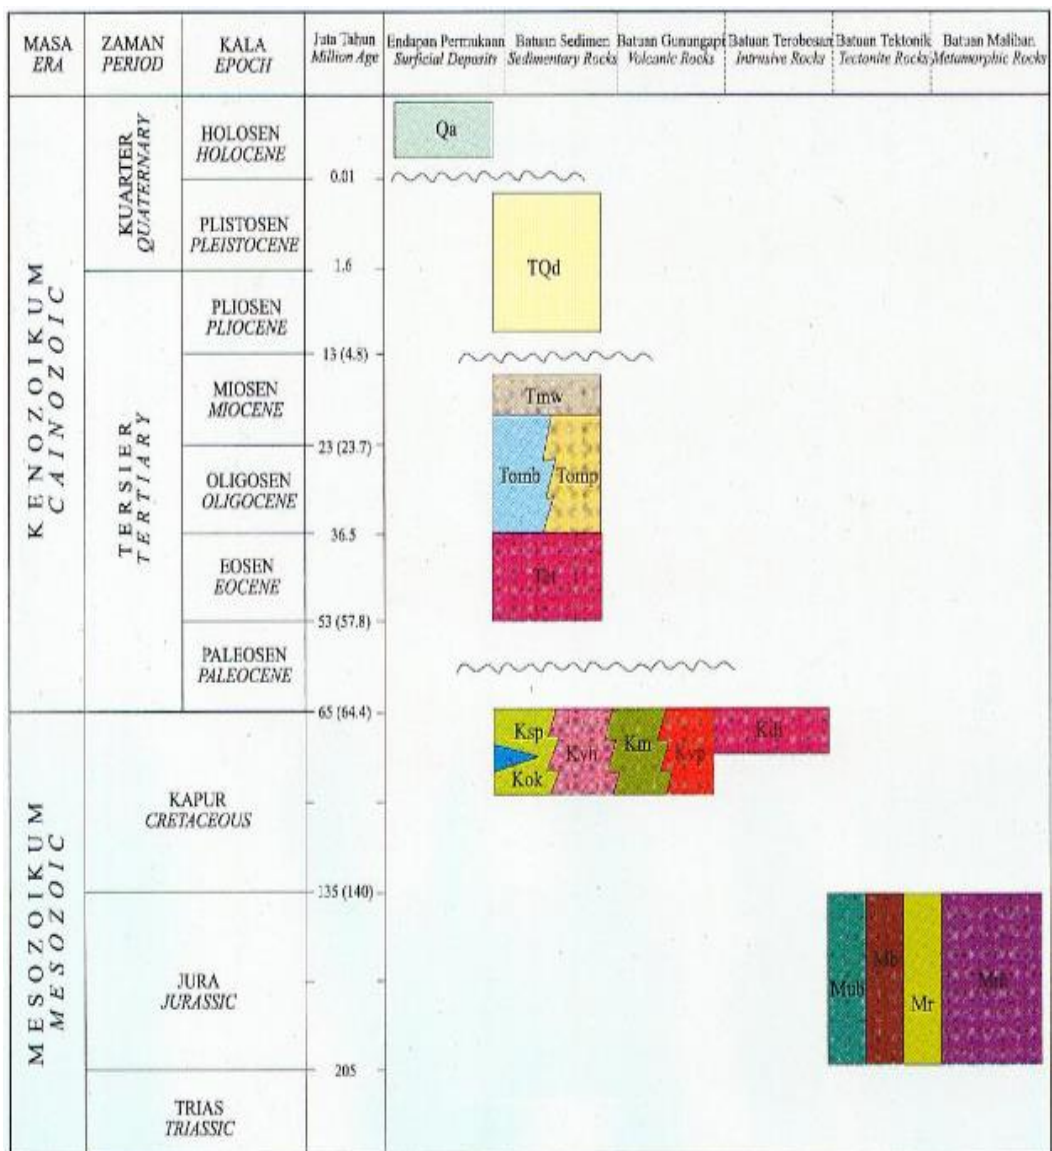 MASA
ERA
ZAMAN
PERIOD
KALA
EPOCH
Juta Tahun
Million Age
Endapan Permukaan
Surficial Deposits
Batuan Sedimen
Sedimentary Rocks
Batuan Gunungapi
Volcanic Rocks
Batuan Terobosan
Intrusive Rocks
Batuan Tektonik
Tectonite Rocks
Batuan Malihan
Metamorphic Rocks
KENOZOIKUM
CAINOZOIC
KUARTER
QUATERNARY
HOLOSEN
HOLOCENE
Qa
0.01
PLISTOSEN
PLEISTOCENE
TQd
1.6
TERSIER
TERTIARY
PLIOSEN
PLIOCENE
13 (4.8)
MIOSEN
MIOCENE
Tmw
23 (23.7)
OLIGOSEN
OLIGOCENE
Tomb
Tomp
36.5
EOSEN
EOCENE
Tet
53 (57.8)
PALEOSEN
PALEOCENE
65 (64.4)
MESOZOIKUM
MESOZOIC
KAPUR
CRETACEOUS
Ksp
Kok
Kvh
Km
Kvp
Kdi
135 (140)
JURA
JURASSIC
Mub
Mb
Mr
205
TRIAS
TRIASSIC